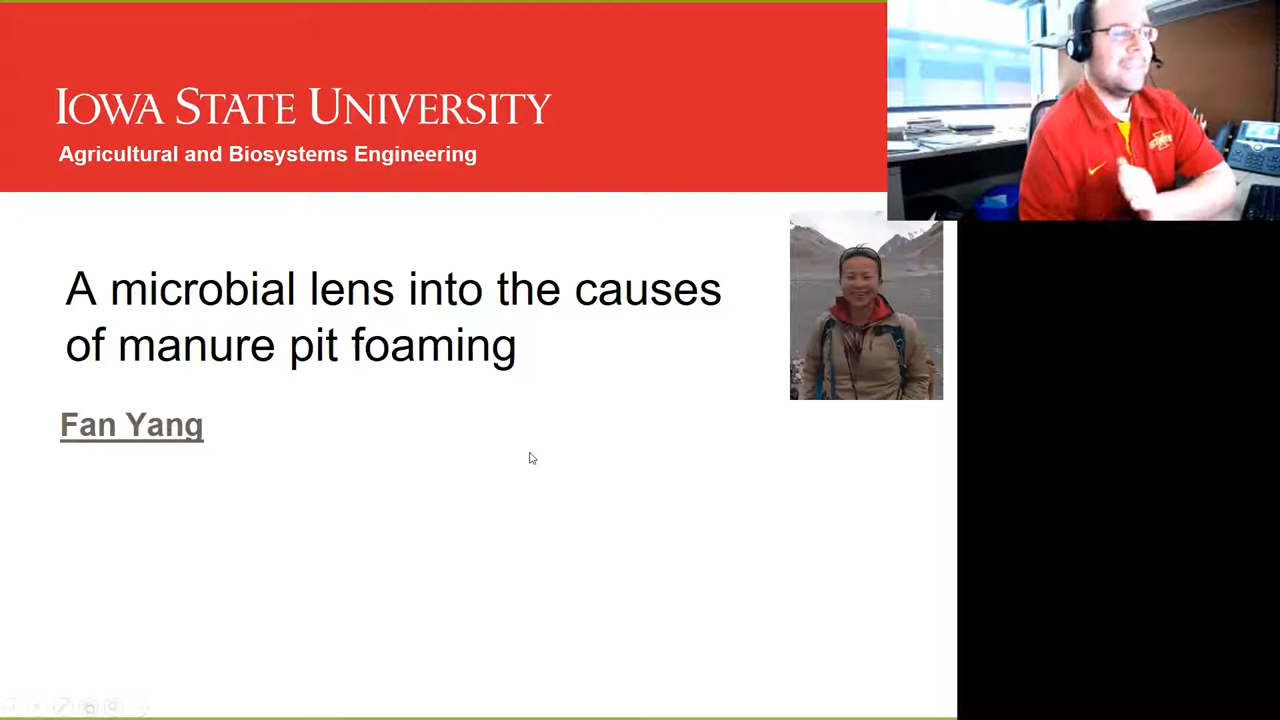 IOWA STATE UNIVERSITY
Agricultural and Biosystems Engineering
A microbial lens into the causes
of manure pit foaming
Fan Yang